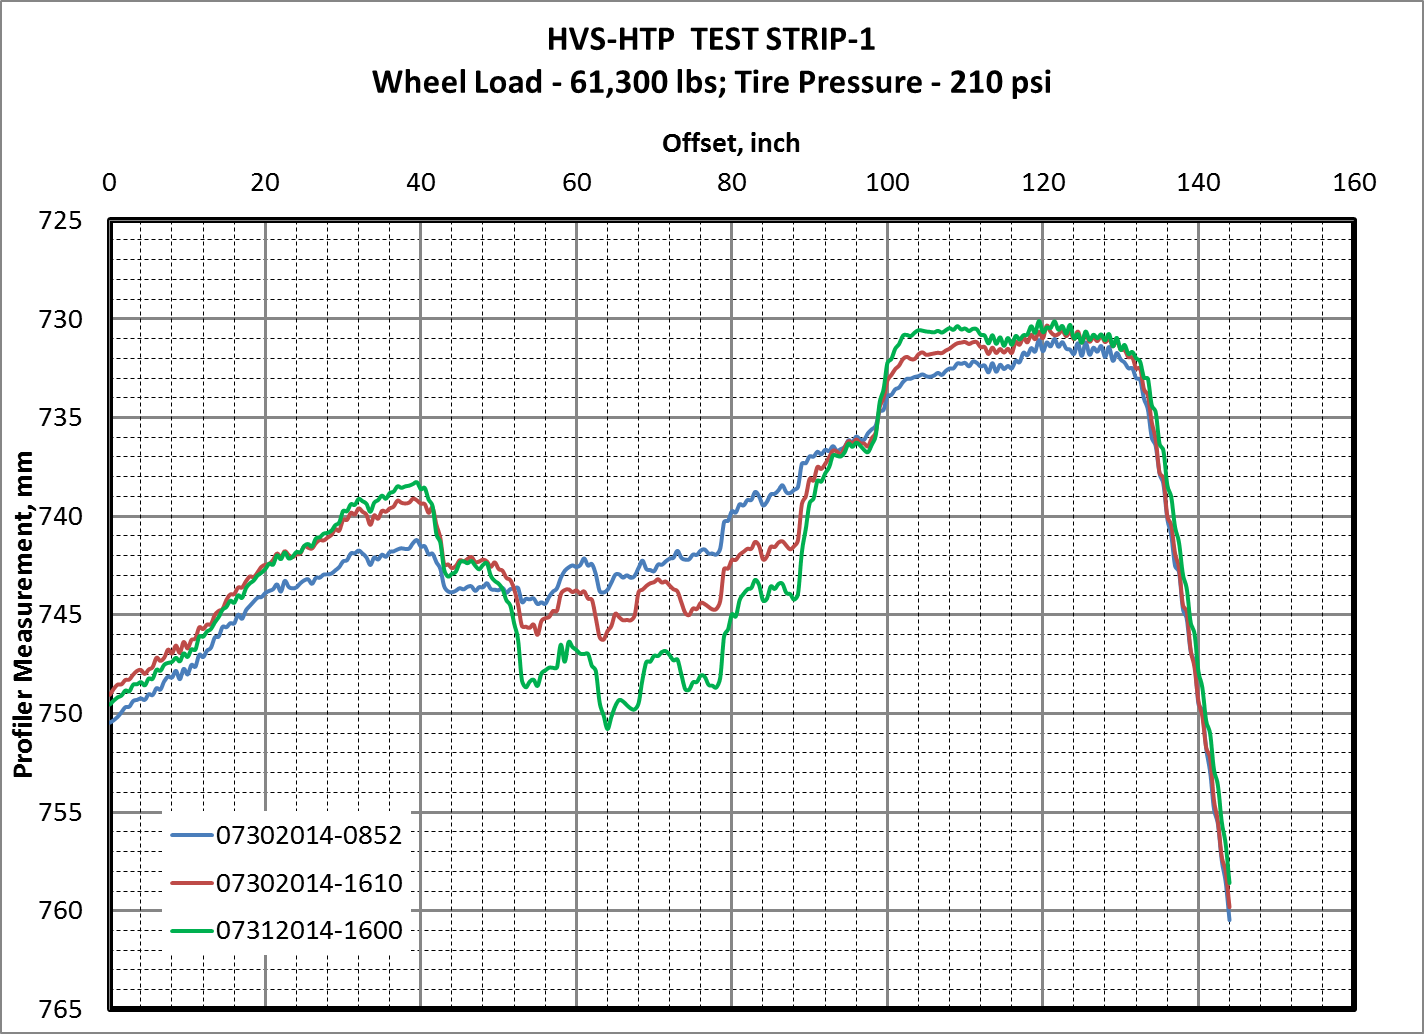 HVS-HTP  TEST STRIP-1
Wheel Load - 61,300 lbs; Tire Pressure - 210 psi
Offset, inch
0 20 40 60 80 100 120 140 160
725
730
735
740
745
750
755
760
765
Profiler Measurement, mm
07302014-0852
07302014-1610
07312014-1600